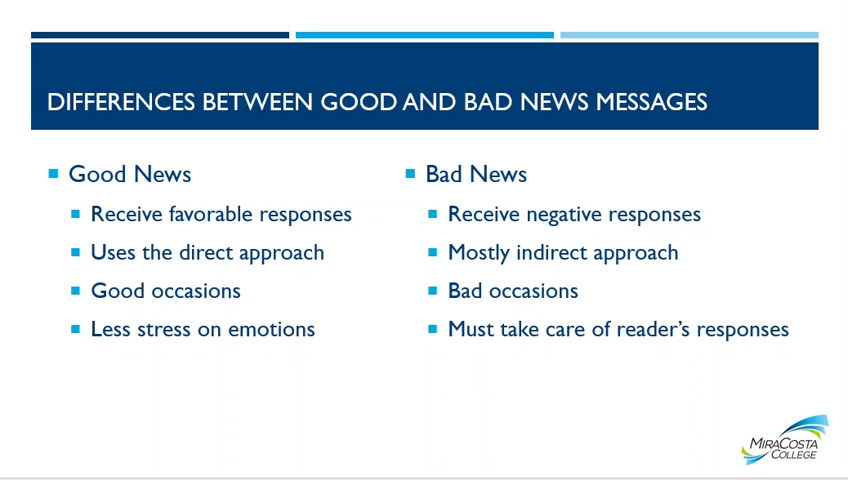 DIFFERENCES BETWEEN GOOD AND BAD NEWS MESSAGES
Good News
Receive favorable responses
Uses the direct approach
Good occasions
Less stress on emotions
Bad News
Receive negative responses
Mostly indirect approach
Bad occasions
Must take care of reader's responses
MIRACOSTA
COLLEGE